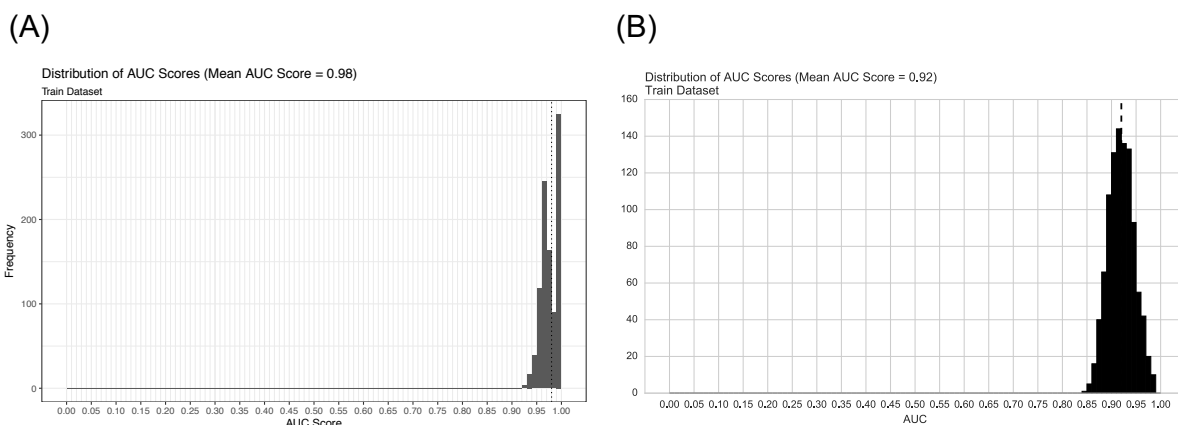 (A)
Distribution of AUC Scores (Mean AUC Score = 0.98)
Train Dataset
Frequency
300
200
100
0
0.00 0.05 0.10 0.15 0.20 0.25 0.30 0.35 0.40 0.45 0.50 0.55 0.60 0.65 0.70 0.75 0.80 0.85 0.90 0.95 1.00
AUC Score
(B)
Distribution of AUC Scores (Mean AUC Score = 0.92)
Train Dataset
160
140
120
100
80
60
40
20
0
0.00 0.05 0.10 0.15 0.20 0.25 0.30 0.35 0.40 0.45 0.50 0.55 0.60 0.65 0.70 0.75 0.80 0.85 0.90 0.95 1.00
AUC